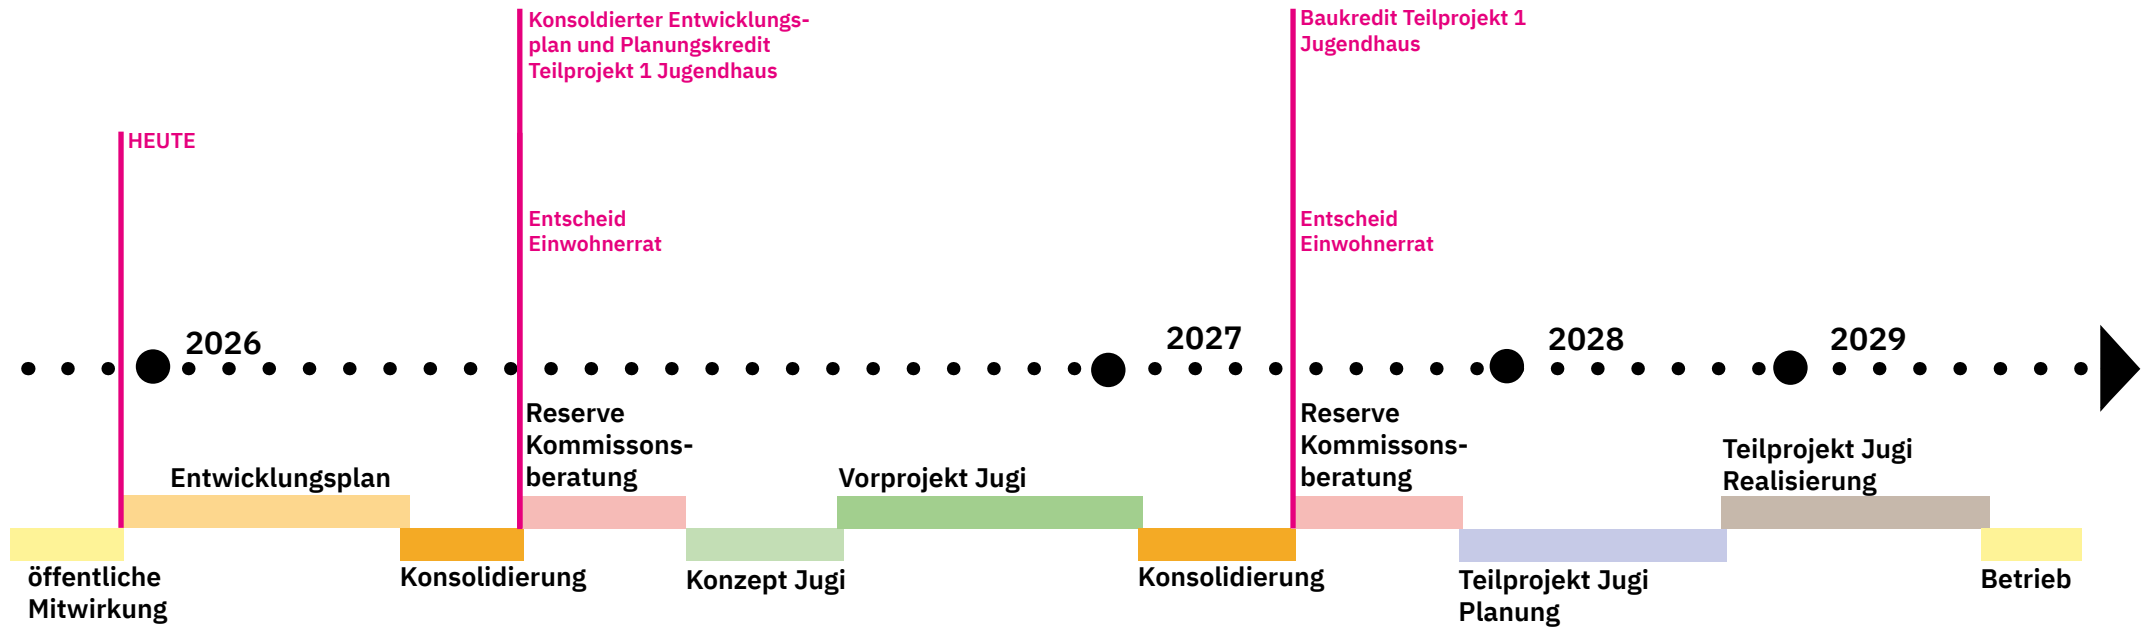 Konsoldierter Entwicklungs-
plan und Planungskredit
Teilprojekt 1 Jugendhaus
Baukredit Teilprojekt 1
Jugendhaus
HEUTE
Entscheid
Einwohnerrat
Entscheid
Einwohnerrat
2026
2027
2028
2029
Entwicklungsplan
Reserve
Kommissons-
beratung
Vorprojekt Jugi
Reserve
Kommissons-
beratung
Teilprojekt Jugi
Realisierung
öffentliche
Mitwirkung
Konsolidierung
Konzept Jugi
Konsolidierung
Teilprojekt Jugi
Planung
Betrieb